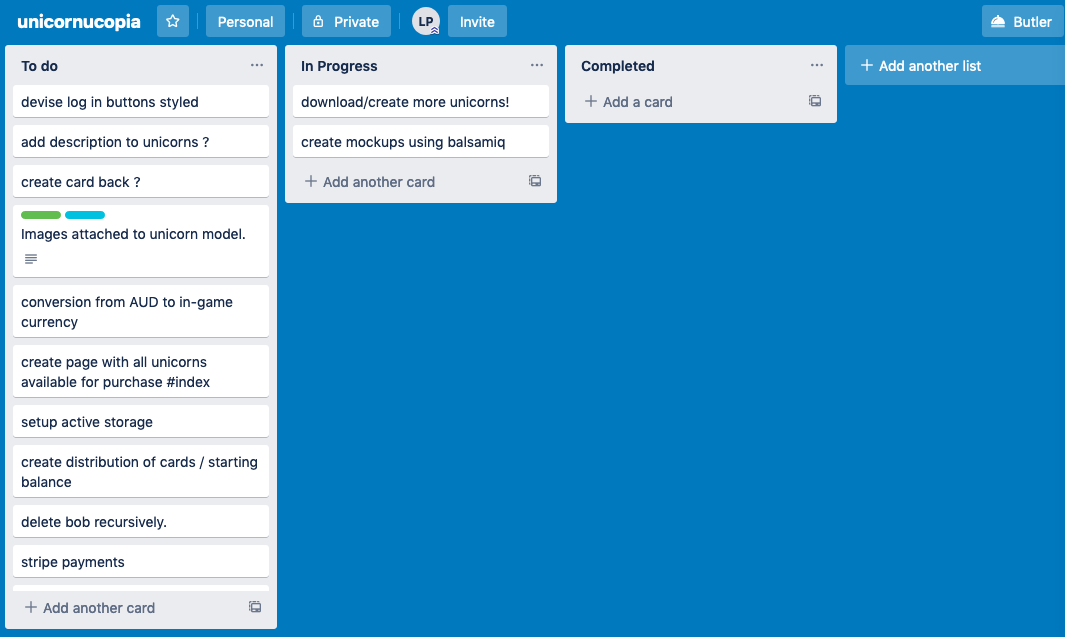 unicornucopia
Personal
Private
LP
Invite
Butler
To do
devise log in buttons styled
add description to unicorns ?
create card back ?
Images attached to unicorn model.
conversion from AUD to in-game
currency
create page with all unicorns
available for purchase #index
setup active storage
create distribution of cards / starting
balance
delete bob recursively.
stripe payments
Add another card
In Progress
download/create more unicorns!
create mockups using balsamiq
Add another card
Completed
Add a card
Add another list